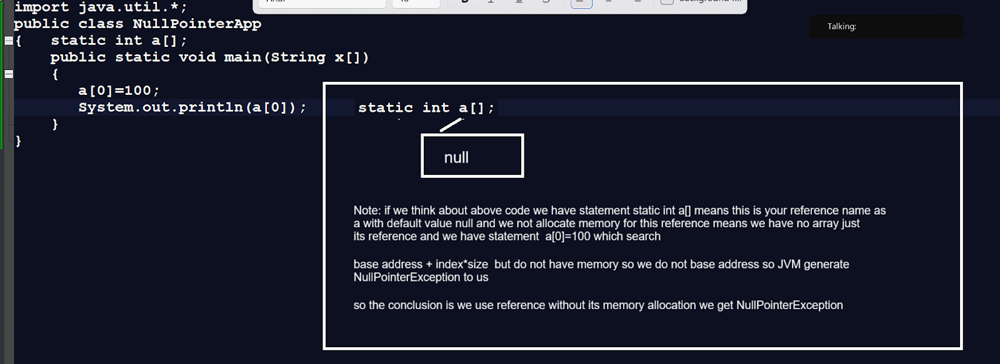 import java.util.*;
public class NullPointerApp
{ static int a[];
public static void main(String x[])
{
a[0]=100;
System.out.println(a[0]);
}
}
Talking:
static int a[];
null
Note: if we think about above code we have statement static int a[] means this is your reference name as
a with default value null and we not allocate memory for this reference means we have no array just
its reference and we have statement a[0]=100 which search
base address + index*size but do not have memory so we do not base address so JVM generate
NullPointerException to us
so the conclusion is we use reference without its memory allocation we get NullPointerException